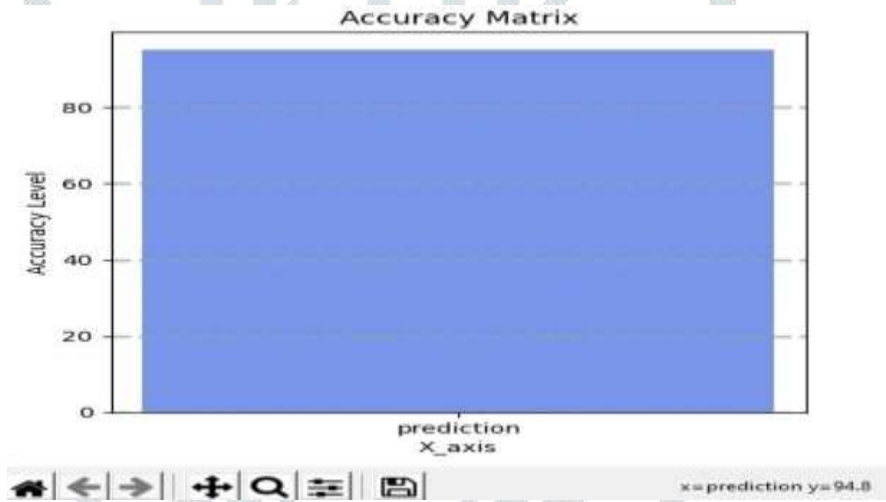 Accuracy Matrix
80
60
40
20
0
Accuracy Level
prediction
X_axis
x=prediction y=94.8